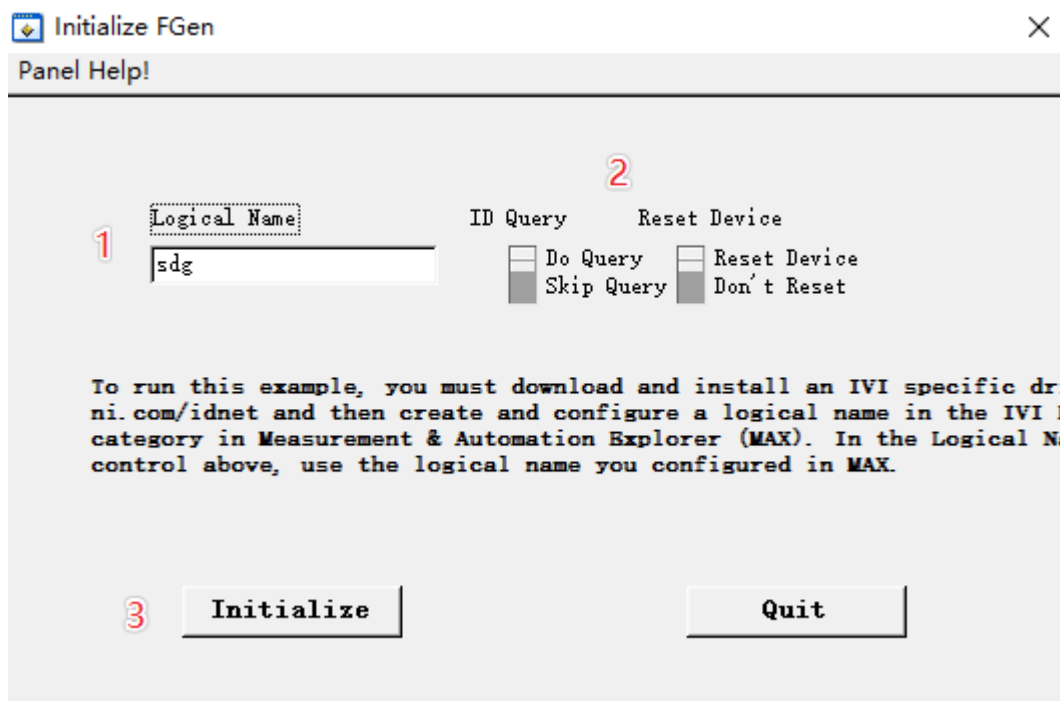 Initialize FGen
Panel Help!
2
Logical Name ID Query Reset Device
1
sdg
Do Query Reset Device
Skip Query Don't Reset
To run this example, you must download and install an IVI specific
ni.com/idnet and then create and configure a logical name in the IVI
category in Measurement & Automation Explorer (MAX). In the Logical
control above, use the logical name you configured in MAX.
3 Initialize Quit